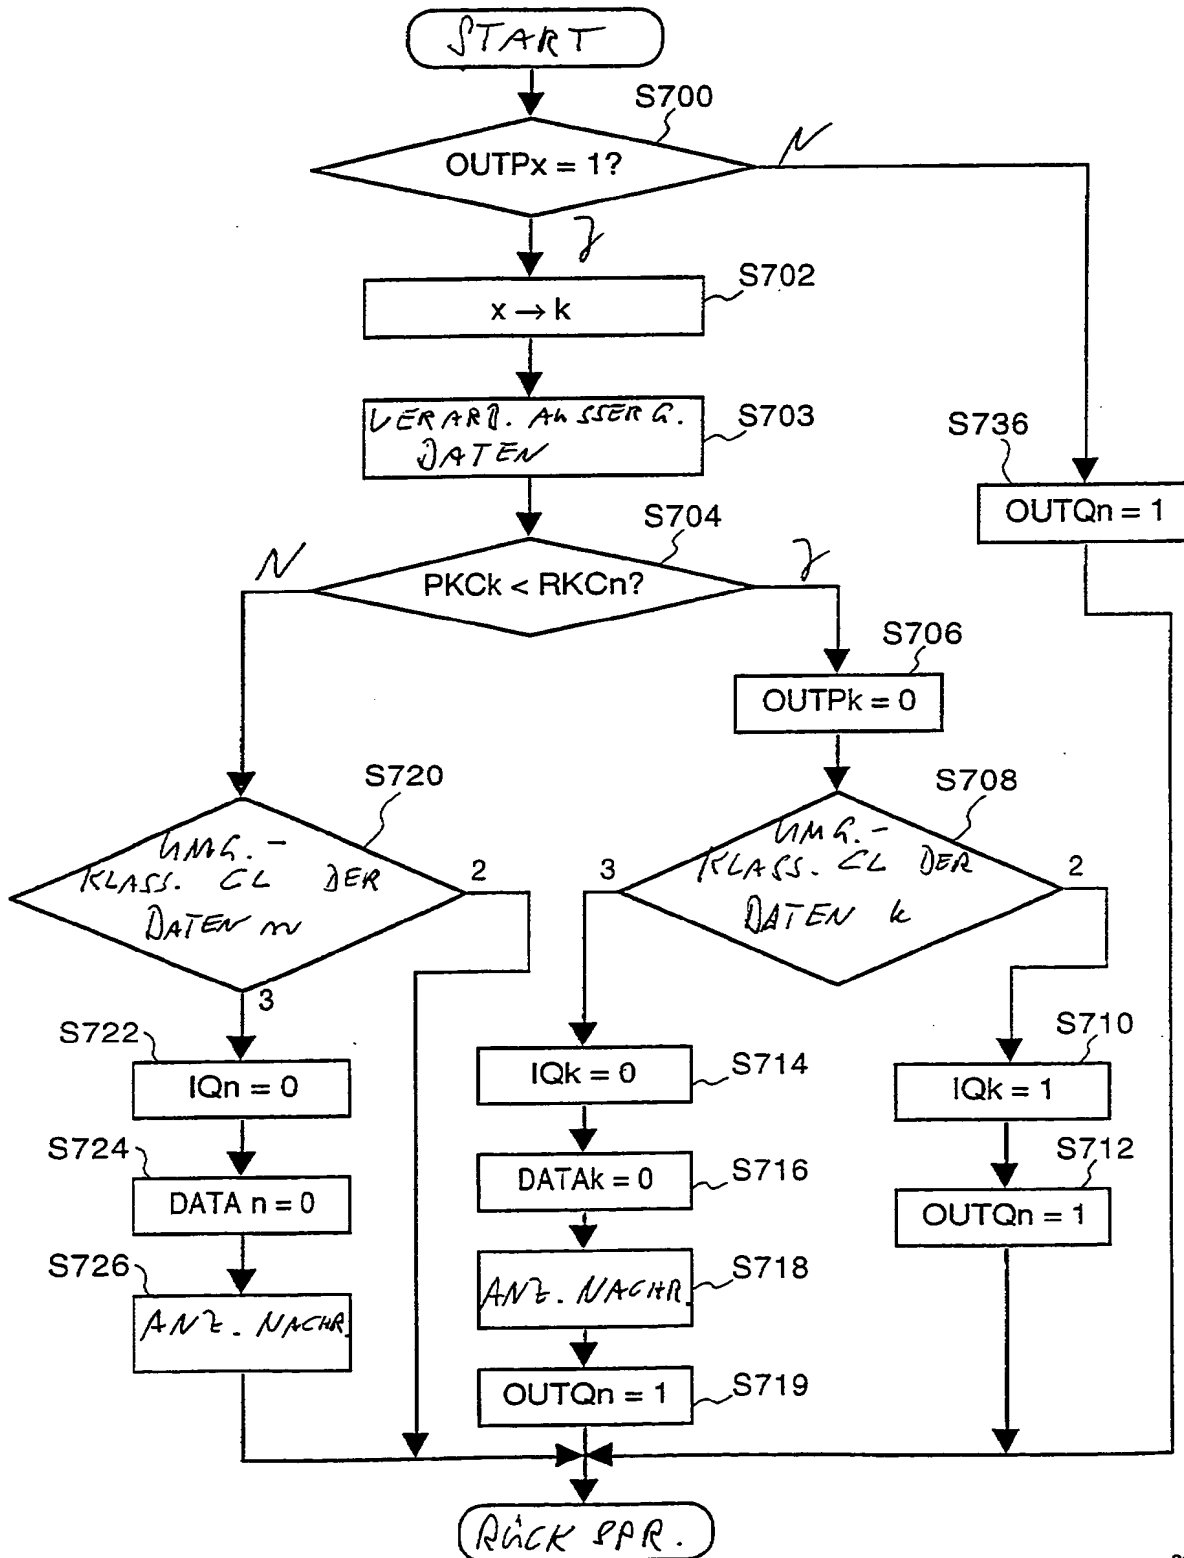 START
S700
OUTPx = 1?
N
J
S702
x → k
S703
VERARB. AUSSERG.
DATEN
S736
OUTQn = 1
S704
N
PKCk < RKCn?
J
S706
OUTPk = 0
S720
UMG.-
KLASS. CL DER
DATEN n
2
3
S708
UMG.-
KLASS. CL DER
DATEN k
3
2
S722
IQn = 0
S714
IQk = 0
S710
IQk = 1
S724
DATA n = 0
S716
DATAk = 0
S712
OUTQn = 1
S726
ANZ. NACHR.
S718
ANZ. NACHR.
S719
OUTQn = 1
RÜCKSPR.